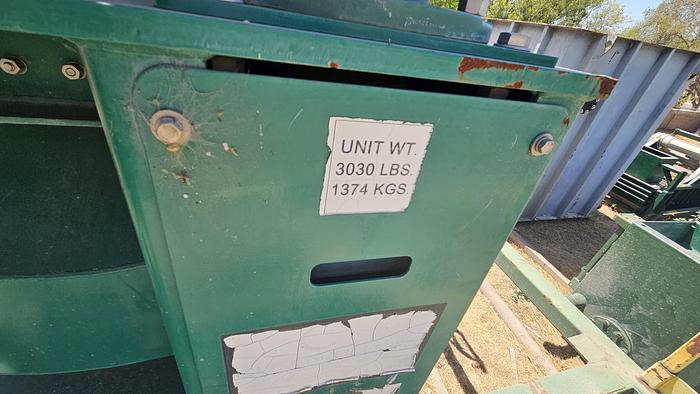 UNIT WT.
3030 LBS.
1374 KGS.